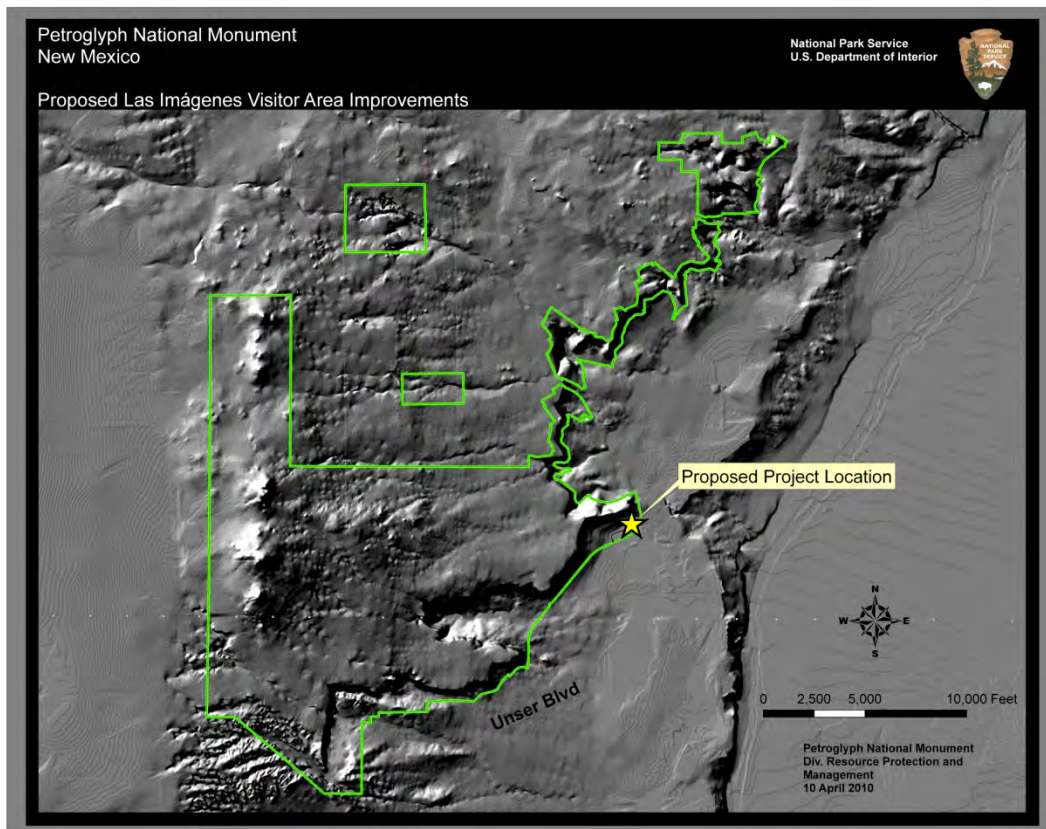 Petroglyph National Monument
New Mexico
Proposed Las Imágenes Visitor Area Improvements
National Park Service
U.S. Department of Interior
NATIONAL
PARK
SERVICE
Proposed Project Location
N
W
E
S
Unser Blvd
0 2,500 5,000 10,000 Feet
Petroglyph National Monument
Div. Resource Protection and
Management
10 April 2010